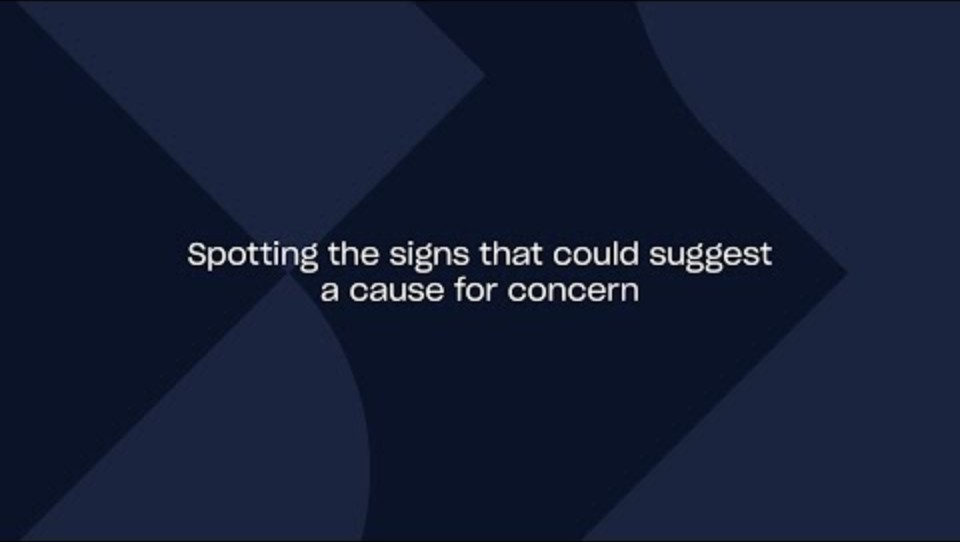 Spotting the signs that could suggest
a cause for concern